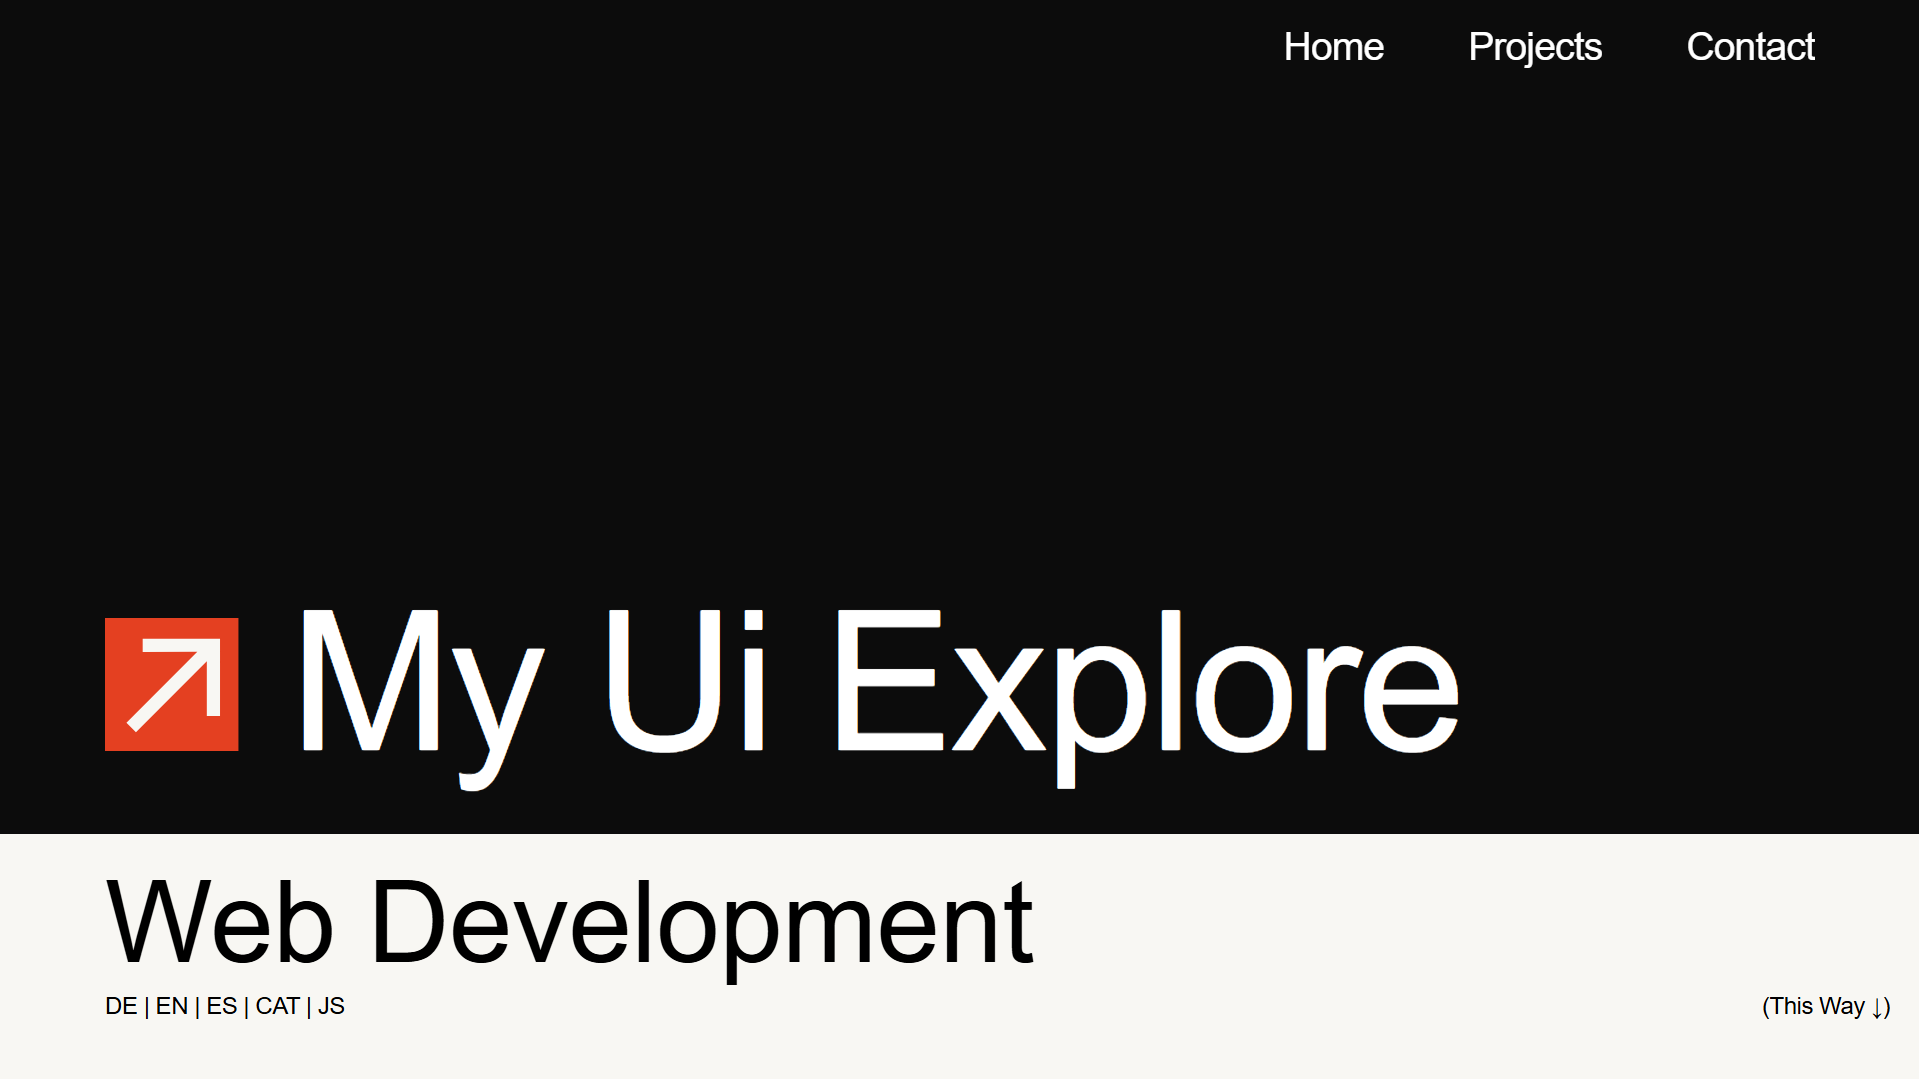 Home Projects Contact
My Ui Explore
Web Development
DE | EN | ES | CAT | JS
(This Way ↓)